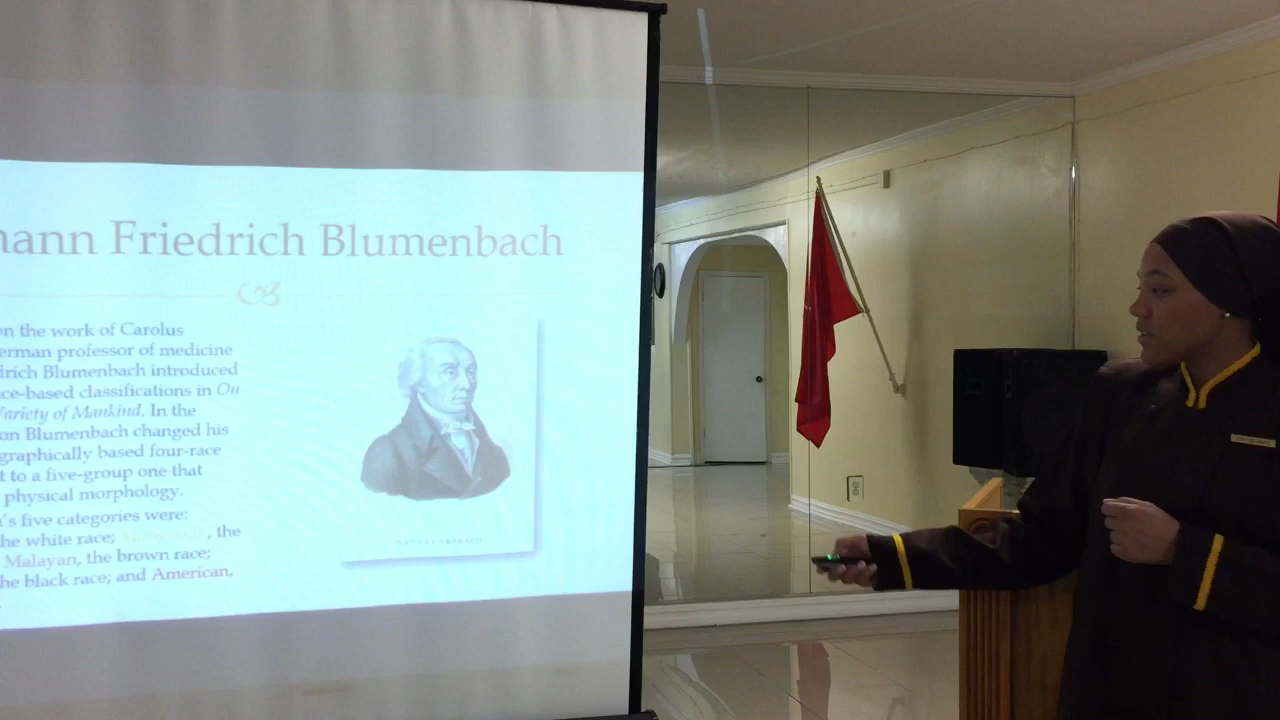 nann Friedrich Blumenbach
on the work of Carolus
erman professor of medicine
drich Blumenbach introduced
ce-based classifications in On
Variety of Mankind. In the
on Blumenbach changed his
graphically based four-race
t to a five-group one that
physical morphology.
's five categories were:
he white race; , the
Malayan, the brown race;
he black race; and American,